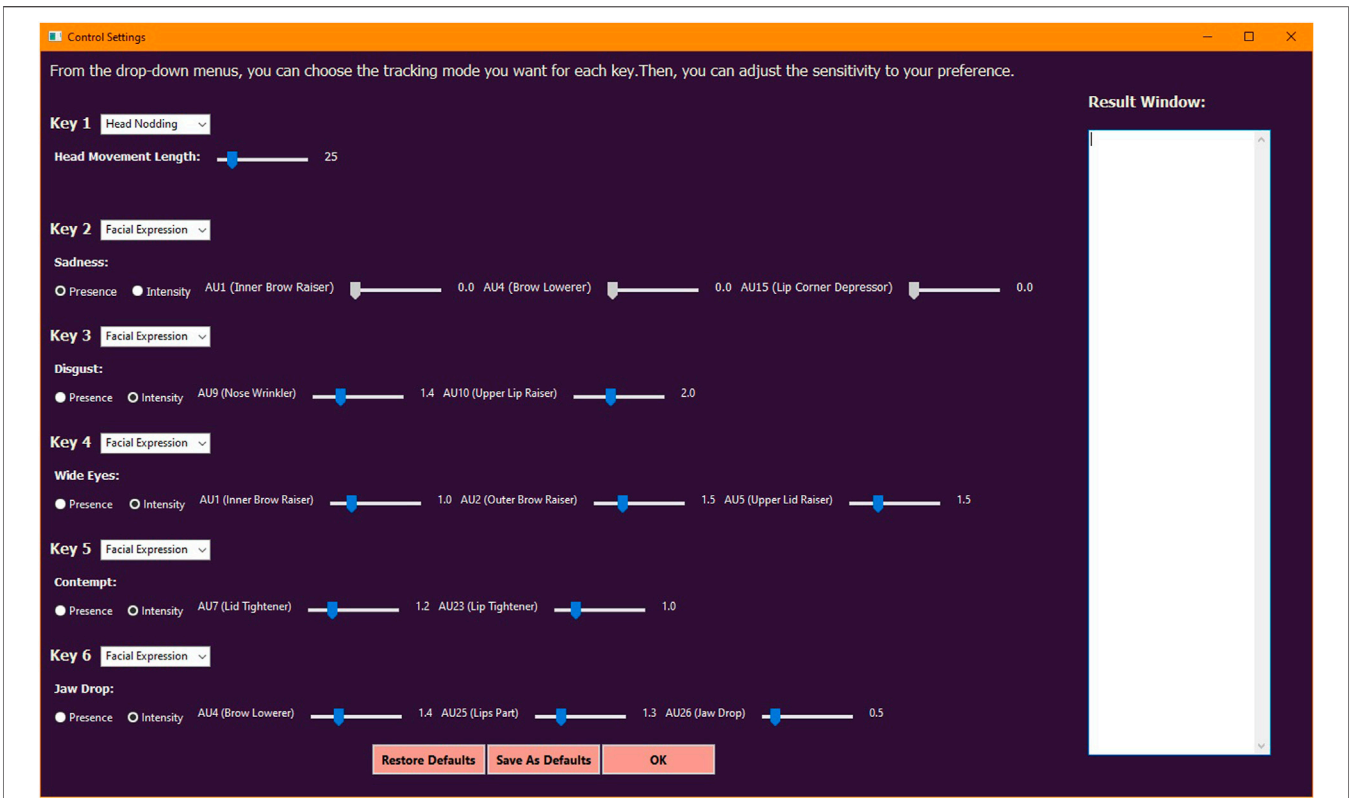 Control Settings
From the drop-down menus, you can choose the tracking mode you want for each key.Then, you can adjust the sensitivity to your preference.
Result Window:
Key 1 Head Nodding
Head Movement Length: 25
Key 2 Facial Expression
Sadness:
Presence Intensity AU1 (Inner Brow Raiser) 0.0 AU4 (Brow Lowerer) 0.0 AU15 (Lip Corner Depressor) 0.0
Key 3 Facial Expression
Disgust:
Presence Intensity AU9 (Nose Wrinkler) 1.4 AU10 (Upper Lip Raiser) 2.0
Key 4 Facial Expression
Wide Eyes:
Presence Intensity AU1 (Inner Brow Raiser) 1.0 AU2 (Outer Brow Raiser) 1.5 AU5 (Upper Lid Raiser) 1.5
Key 5 Facial Expression
Contempt:
Presence Intensity AU7 (Lid Tightener) 1.2 AU23 (Lip Tightener) 1.0
Key 6 Facial Expression
Jaw Drop:
Presence Intensity AU4 (Brow Lowerer) 1.4 AU25 (Lips Part) 1.3 AU26 (Jaw Drop) 0.5
Restore Defaults Save As Defaults OK